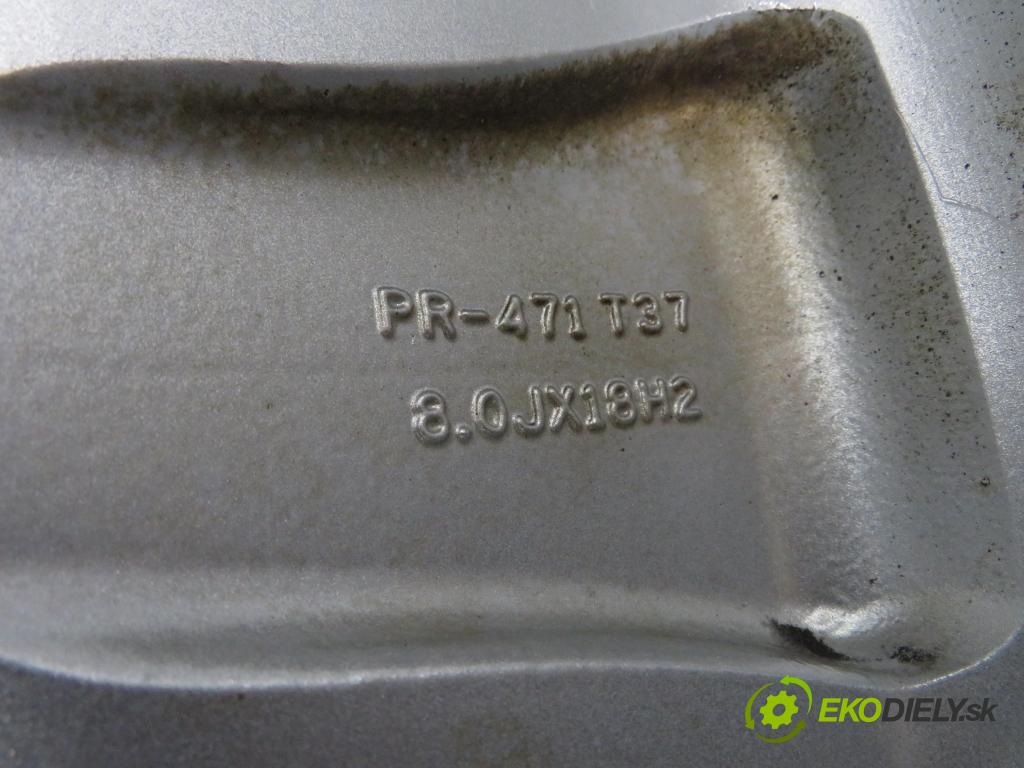 PR-471 T37
8.0JX18H2
EKODIELY.sk